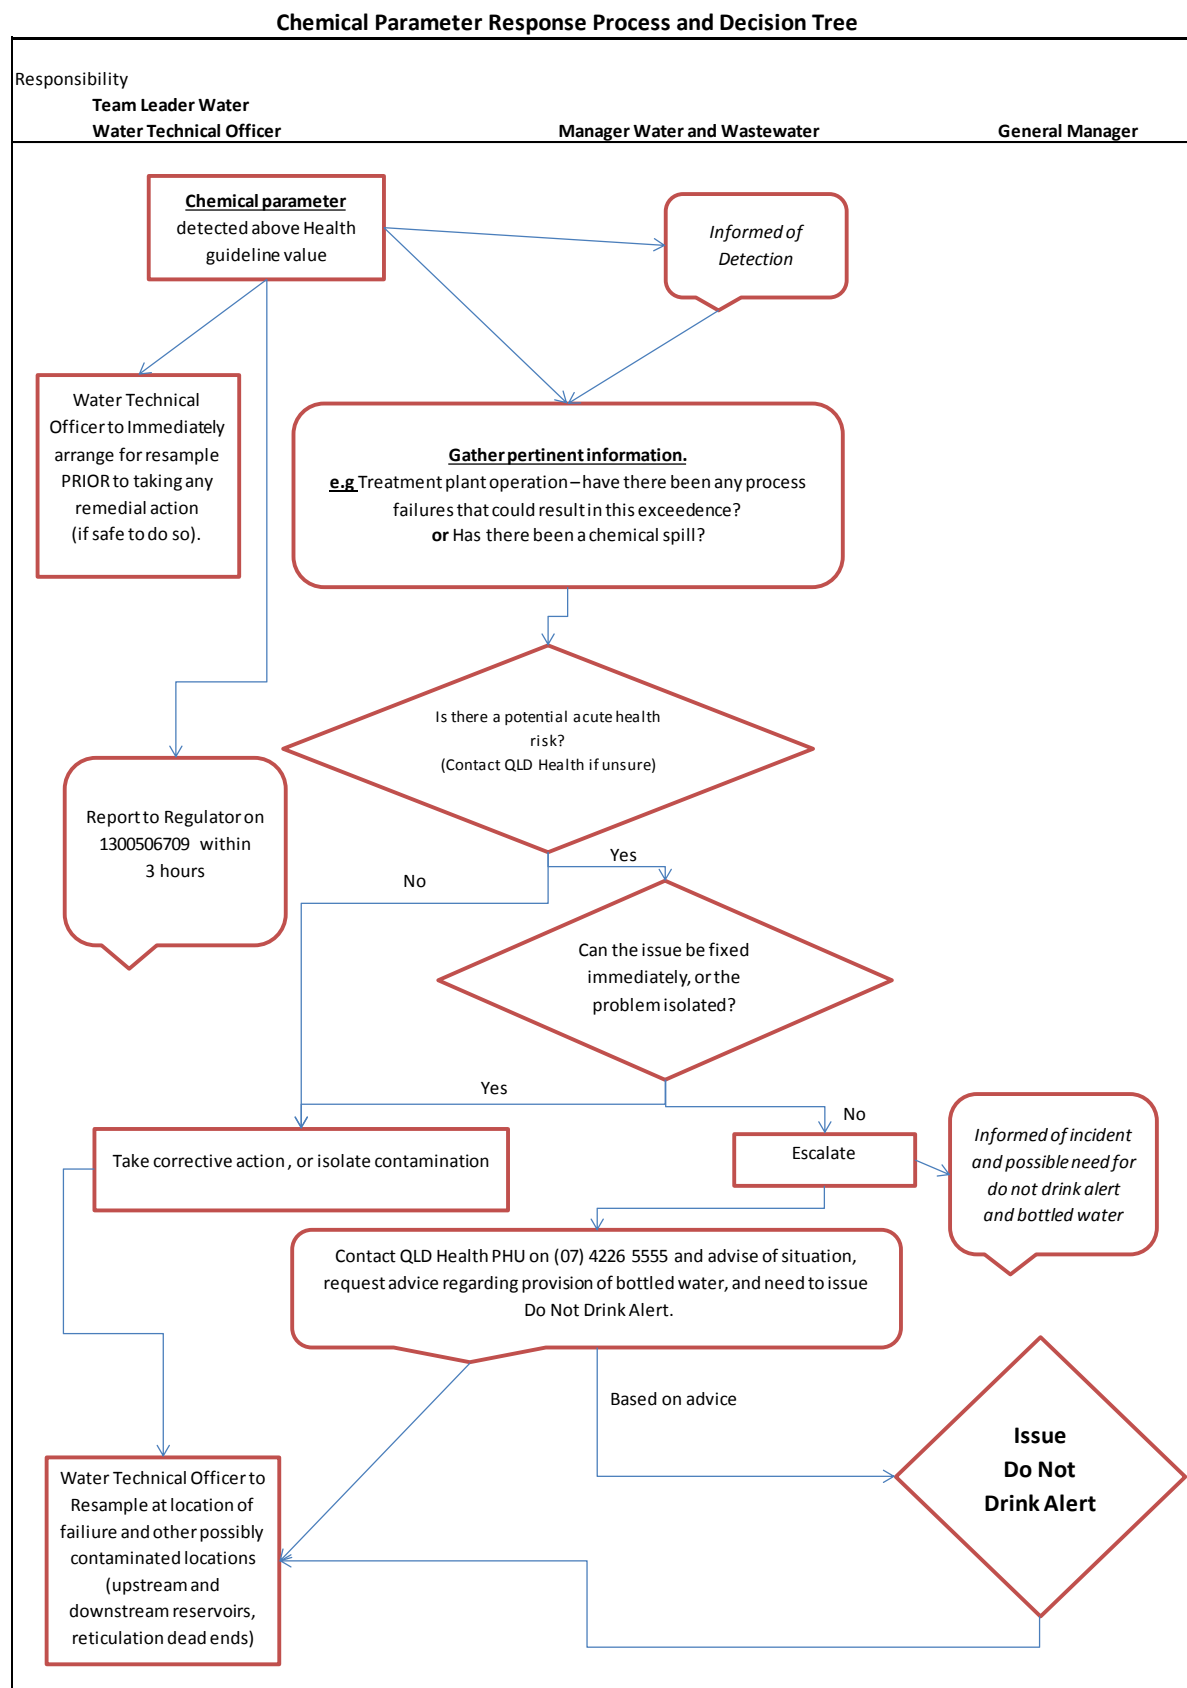 Chemical Parameter Response Process and Decision Tree
Responsibility
Team Leader Water
Water Technical Officer
Manager Water and Wastewater
General Manager
Chemical parameter
detected above Health
guideline value
Informed of
Detection
Water Technical
Officer to Immediately
arrange for resample
PRIOR to taking any
remedial action
(if safe to do so).
Gather pertinent information.
e.g Treatment plant operation – have there been any process
failures that could result in this exceedence?
or Has there been a chemical spill?
Is there a potential acute health
risk?
(Contact QLD Health if unsure)
Report to Regulator on
1300506709 within
3 hours
Yes
No
Can the issue be fixed
immediately, or the
problem isolated?
Yes
No
Take corrective action , or isolate contamination
Escalate
Informed of incident
and possible need for
do not drink alert
and bottled water
Contact QLD Health PHU on (07) 4226 5555 and advise of situation,
request advice regarding provision of bottled water, and need to issue
Do Not Drink Alert.
Based on advice
Issue
Do Not
Drink Alert
Water Technical Officer to
Resample at location of
failiure and other possibly
contaminated locations
(upstream and
downstream reservoirs,
reticulation dead ends)